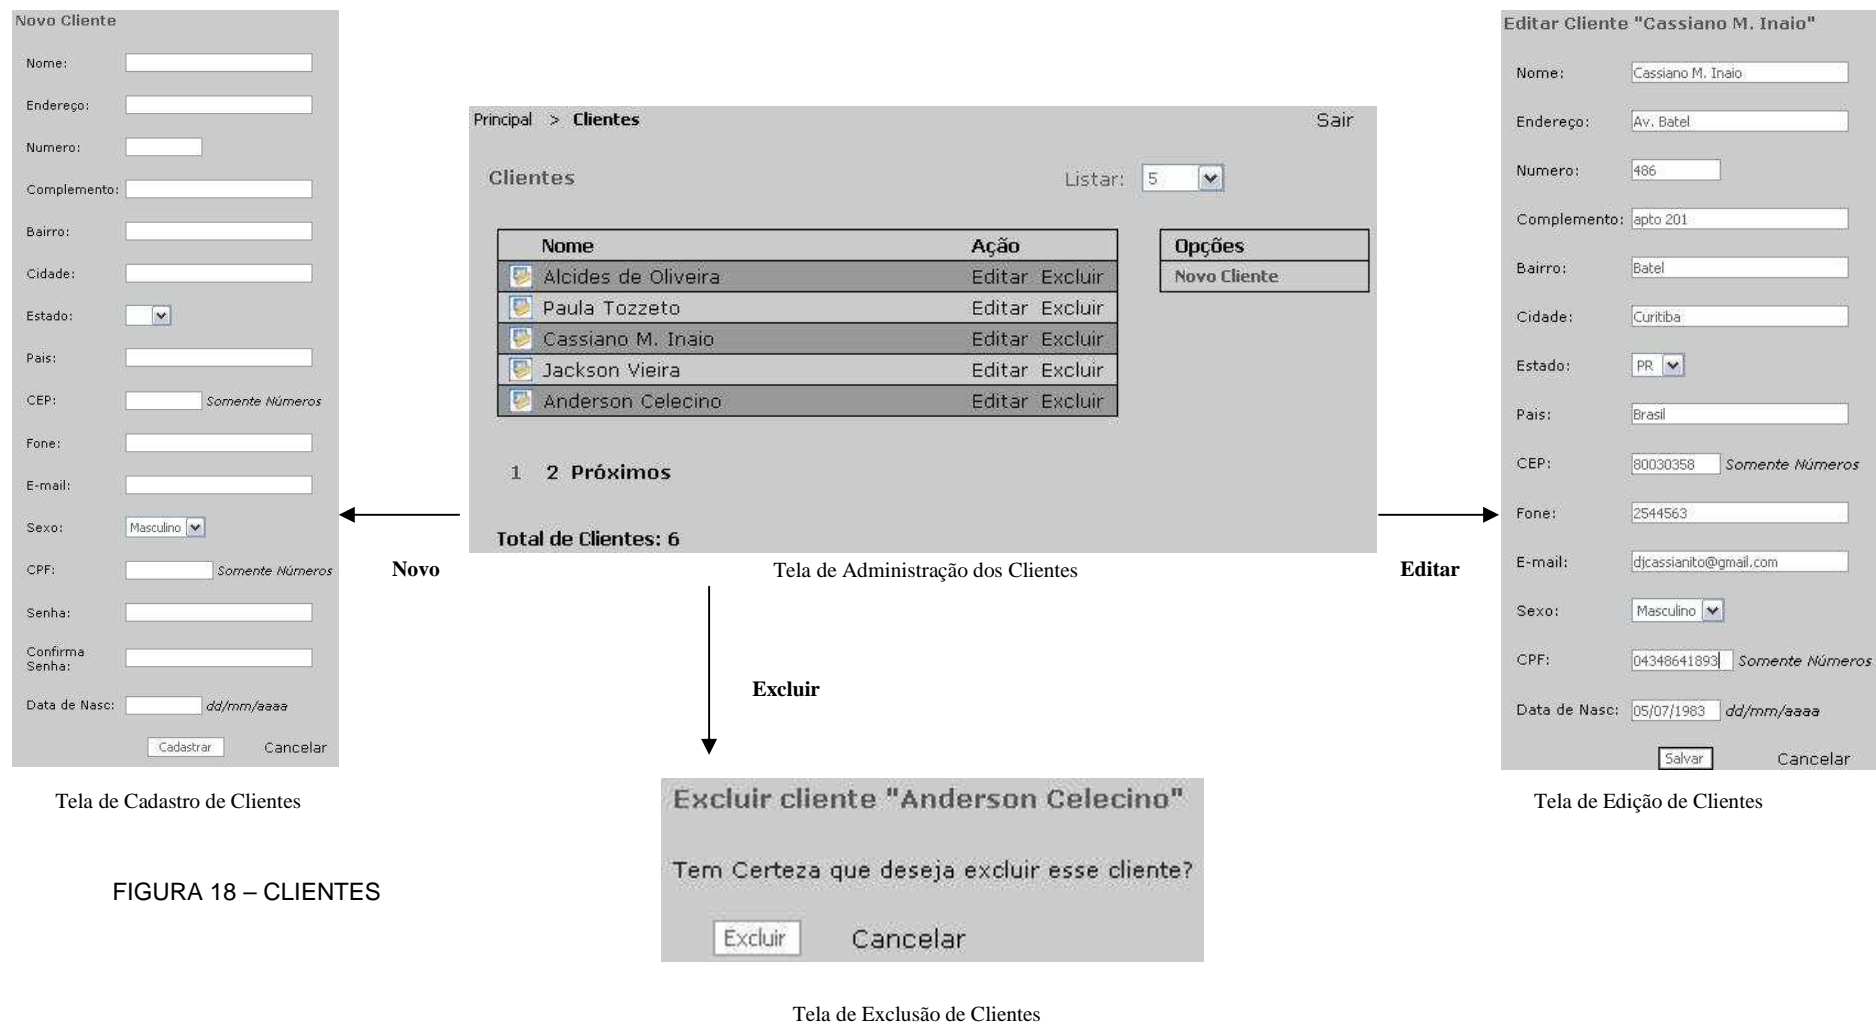 Novo Cliente
Nome:
Endereço:
Numero:
Complemento:
Bairro:
Cidade:
Estado:
Pais:
CEP: Somente Números
Fone:
E-mail:
Sexo: Masculino
CPF: Somente Números
Senha:
Confirma
Senha:
Data de Nasc: dd/mm/aaaa
Cadastrar Cancelar
Tela de Cadastro de Clientes
Novo
Principal > Clientes Sair
Clientes Listar: 5
Nome Ação
Alcides de Oliveira Editar Excluir
Paula Tozzeto Editar Excluir
Cassiano M. Inaio Editar Excluir
Jackson Vieira Editar Excluir
Anderson Celecino Editar Excluir
Opções
Novo Cliente
1 2 Próximos
Total de Clientes: 6
Tela de Administração dos Clientes
Editar
Excluir
Editar Cliente "Cassiano M. Inaio"
Nome: Cassiano M. Inaio
Endereço: Av. Batel
Numero: 486
Complemento: apto 201
Bairro: Batel
Cidade: Curitiba
Estado: PR
Pais: Brasil
CEP: 80030358 Somente Números
Fone: 2544563
E-mail: djcassianito@gmail.com
Sexo: Masculino
CPF: 04348641893 Somente Números
Data de Nasc: 05/07/1983 dd/mm/aaaa
Salvar Cancelar
Tela de Edição de Clientes
Excluir cliente "Anderson Celecino"
Tem Certeza que deseja excluir esse cliente?
Excluir Cancelar
Tela de Exclusão de Clientes
FIGURA 18 – CLIENTES